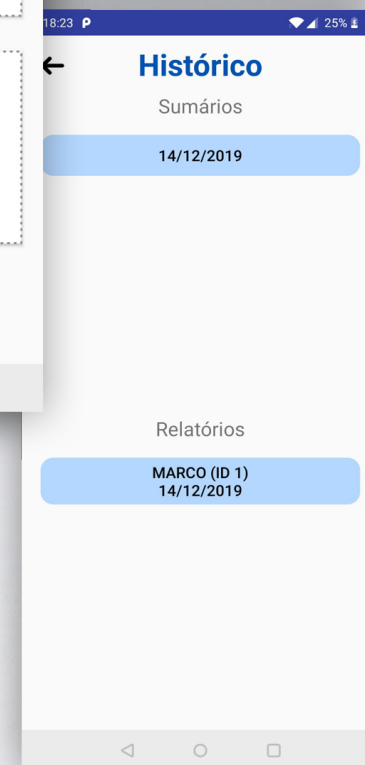 18:23 P 25%
Histórico
Sumários
14/12/2019
Relatórios
MARCO (ID 1)
14/12/2019